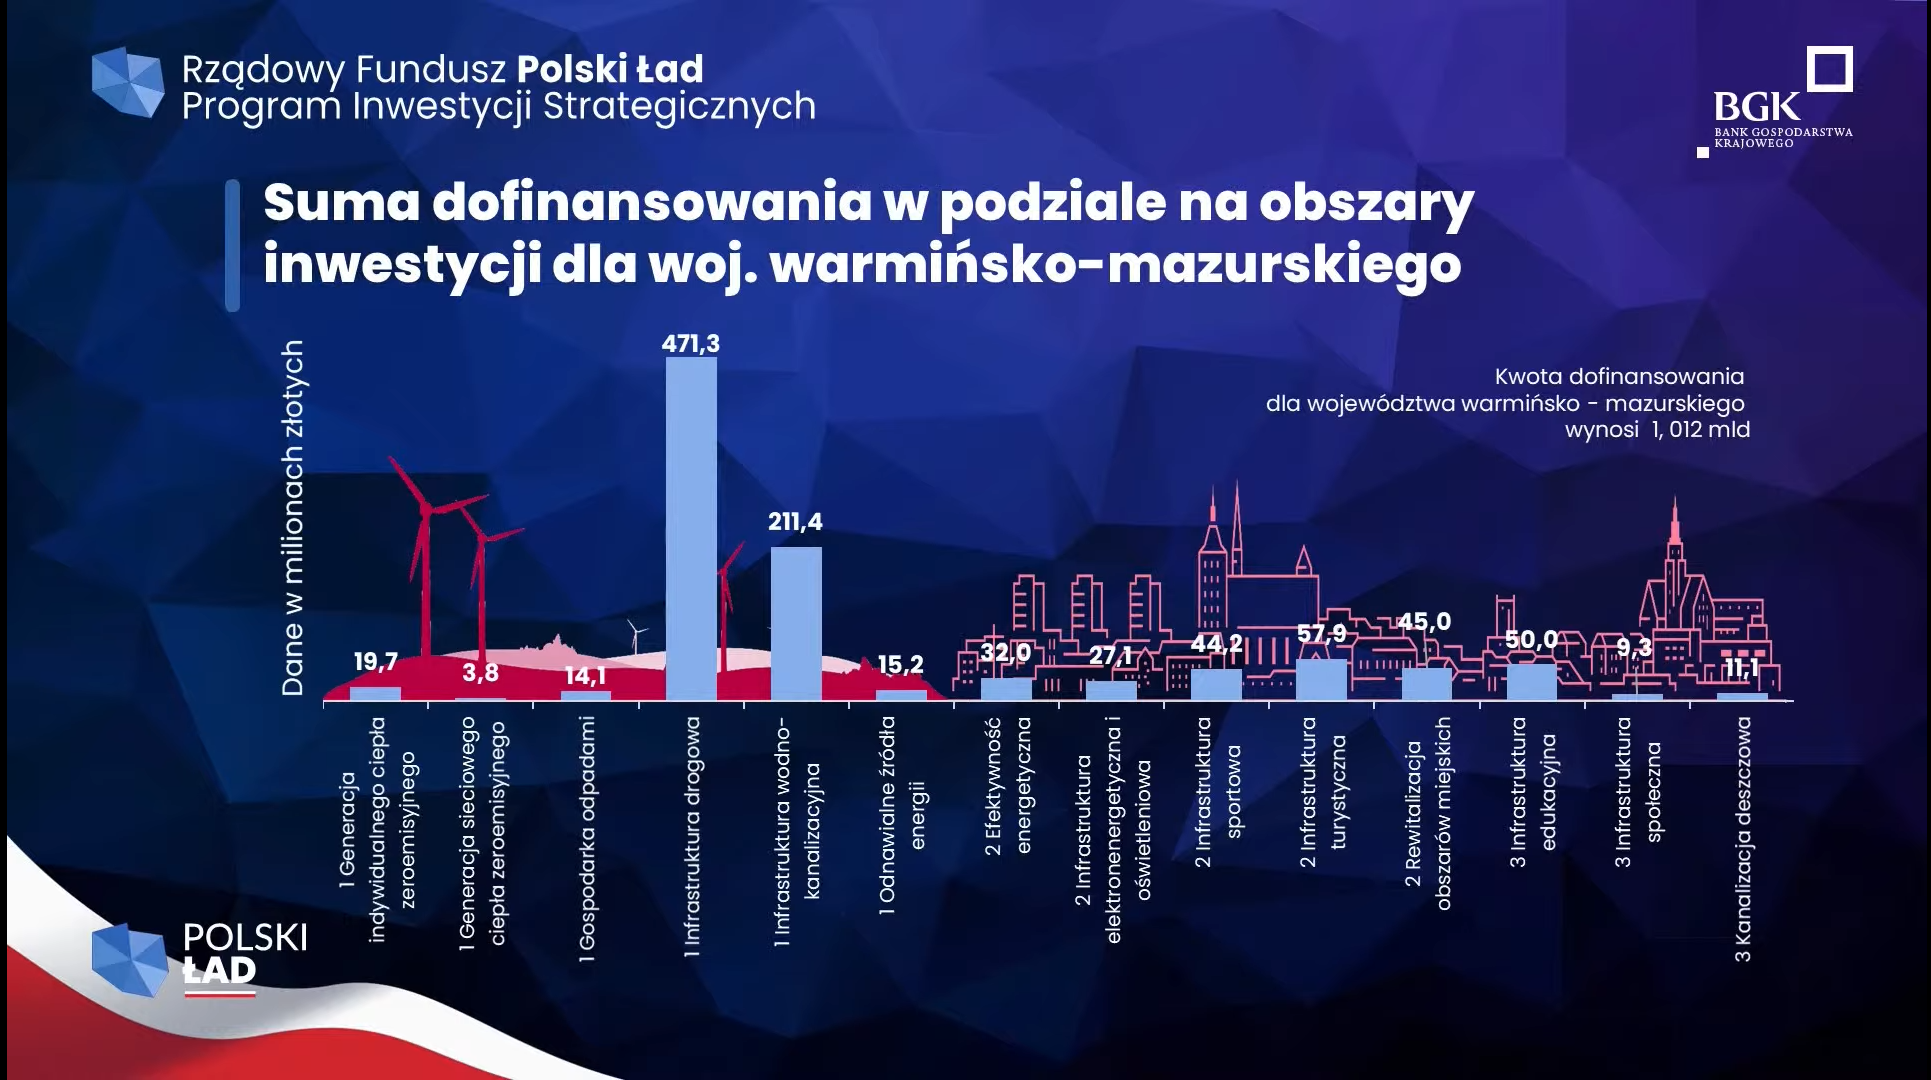 Rządowy Fundusz Polski Ład
Program Inwestycji Strategicznych
BGK
BANK GOSPODARSTWA
KRAJOWEGO
Suma dofinansowania w podziale na obszary
inwestycji dla woj. warmińsko-mazurskiego
Dane w milionach złotych
Kwota dofinansowania
dla województwa warmińsko - mazurskiego
wynosi 1, 012 mld
471,3
211,4
19,7
3,8
14,1
15,2
32,0
27,1
44,2
57,9
45,0
50,0
9,3
11,1
1 Generacja
indywidualnego ciepła
zeroemisyjnego
1 Generacja sieciowego
ciepła zeroemisyjnego
1 Gospodarka odpadami
1 Infrastruktura drogowa
1 Infrastruktura wodno-
kanalizacyjna
1 Odnawialne źródła
energii
2 Efektywność
energetyczna
2 Infrastruktura
elektronenergetyczna i
oświetleniowa
2 Infrastruktura
sportowa
2 Infrastruktura
turystyczna
2 Rewitalizacja
obszarów miejskich
3 Infrastruktura
edukacyjna
3 Infrastruktura
społeczna
3 Kanalizacja deszczowa
POLSKI
ŁAD